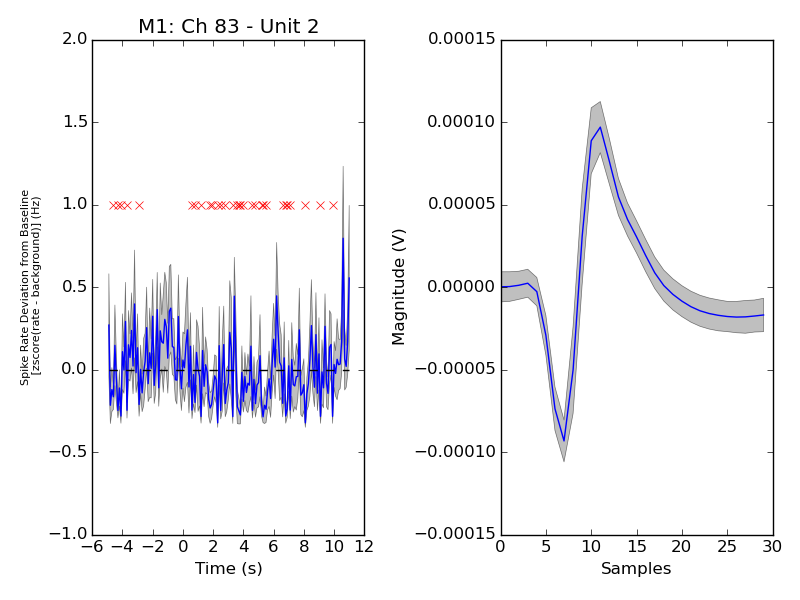 M1: Ch 83 - Unit 2
Spike Rate Deviation from Baseline
[zscore(rate - background)] (Hz)
2.0
1.5
1.0
0.5
0.0
−0.5
−1.0
−6 −4 −2 0 2 4 6 8 10 12
Time (s)
Magnitude (V)
0.00015
0.00010
0.00005
0.00000
−0.00005
−0.00010
−0.00015
0 5 10 15 20 25 30
Samples